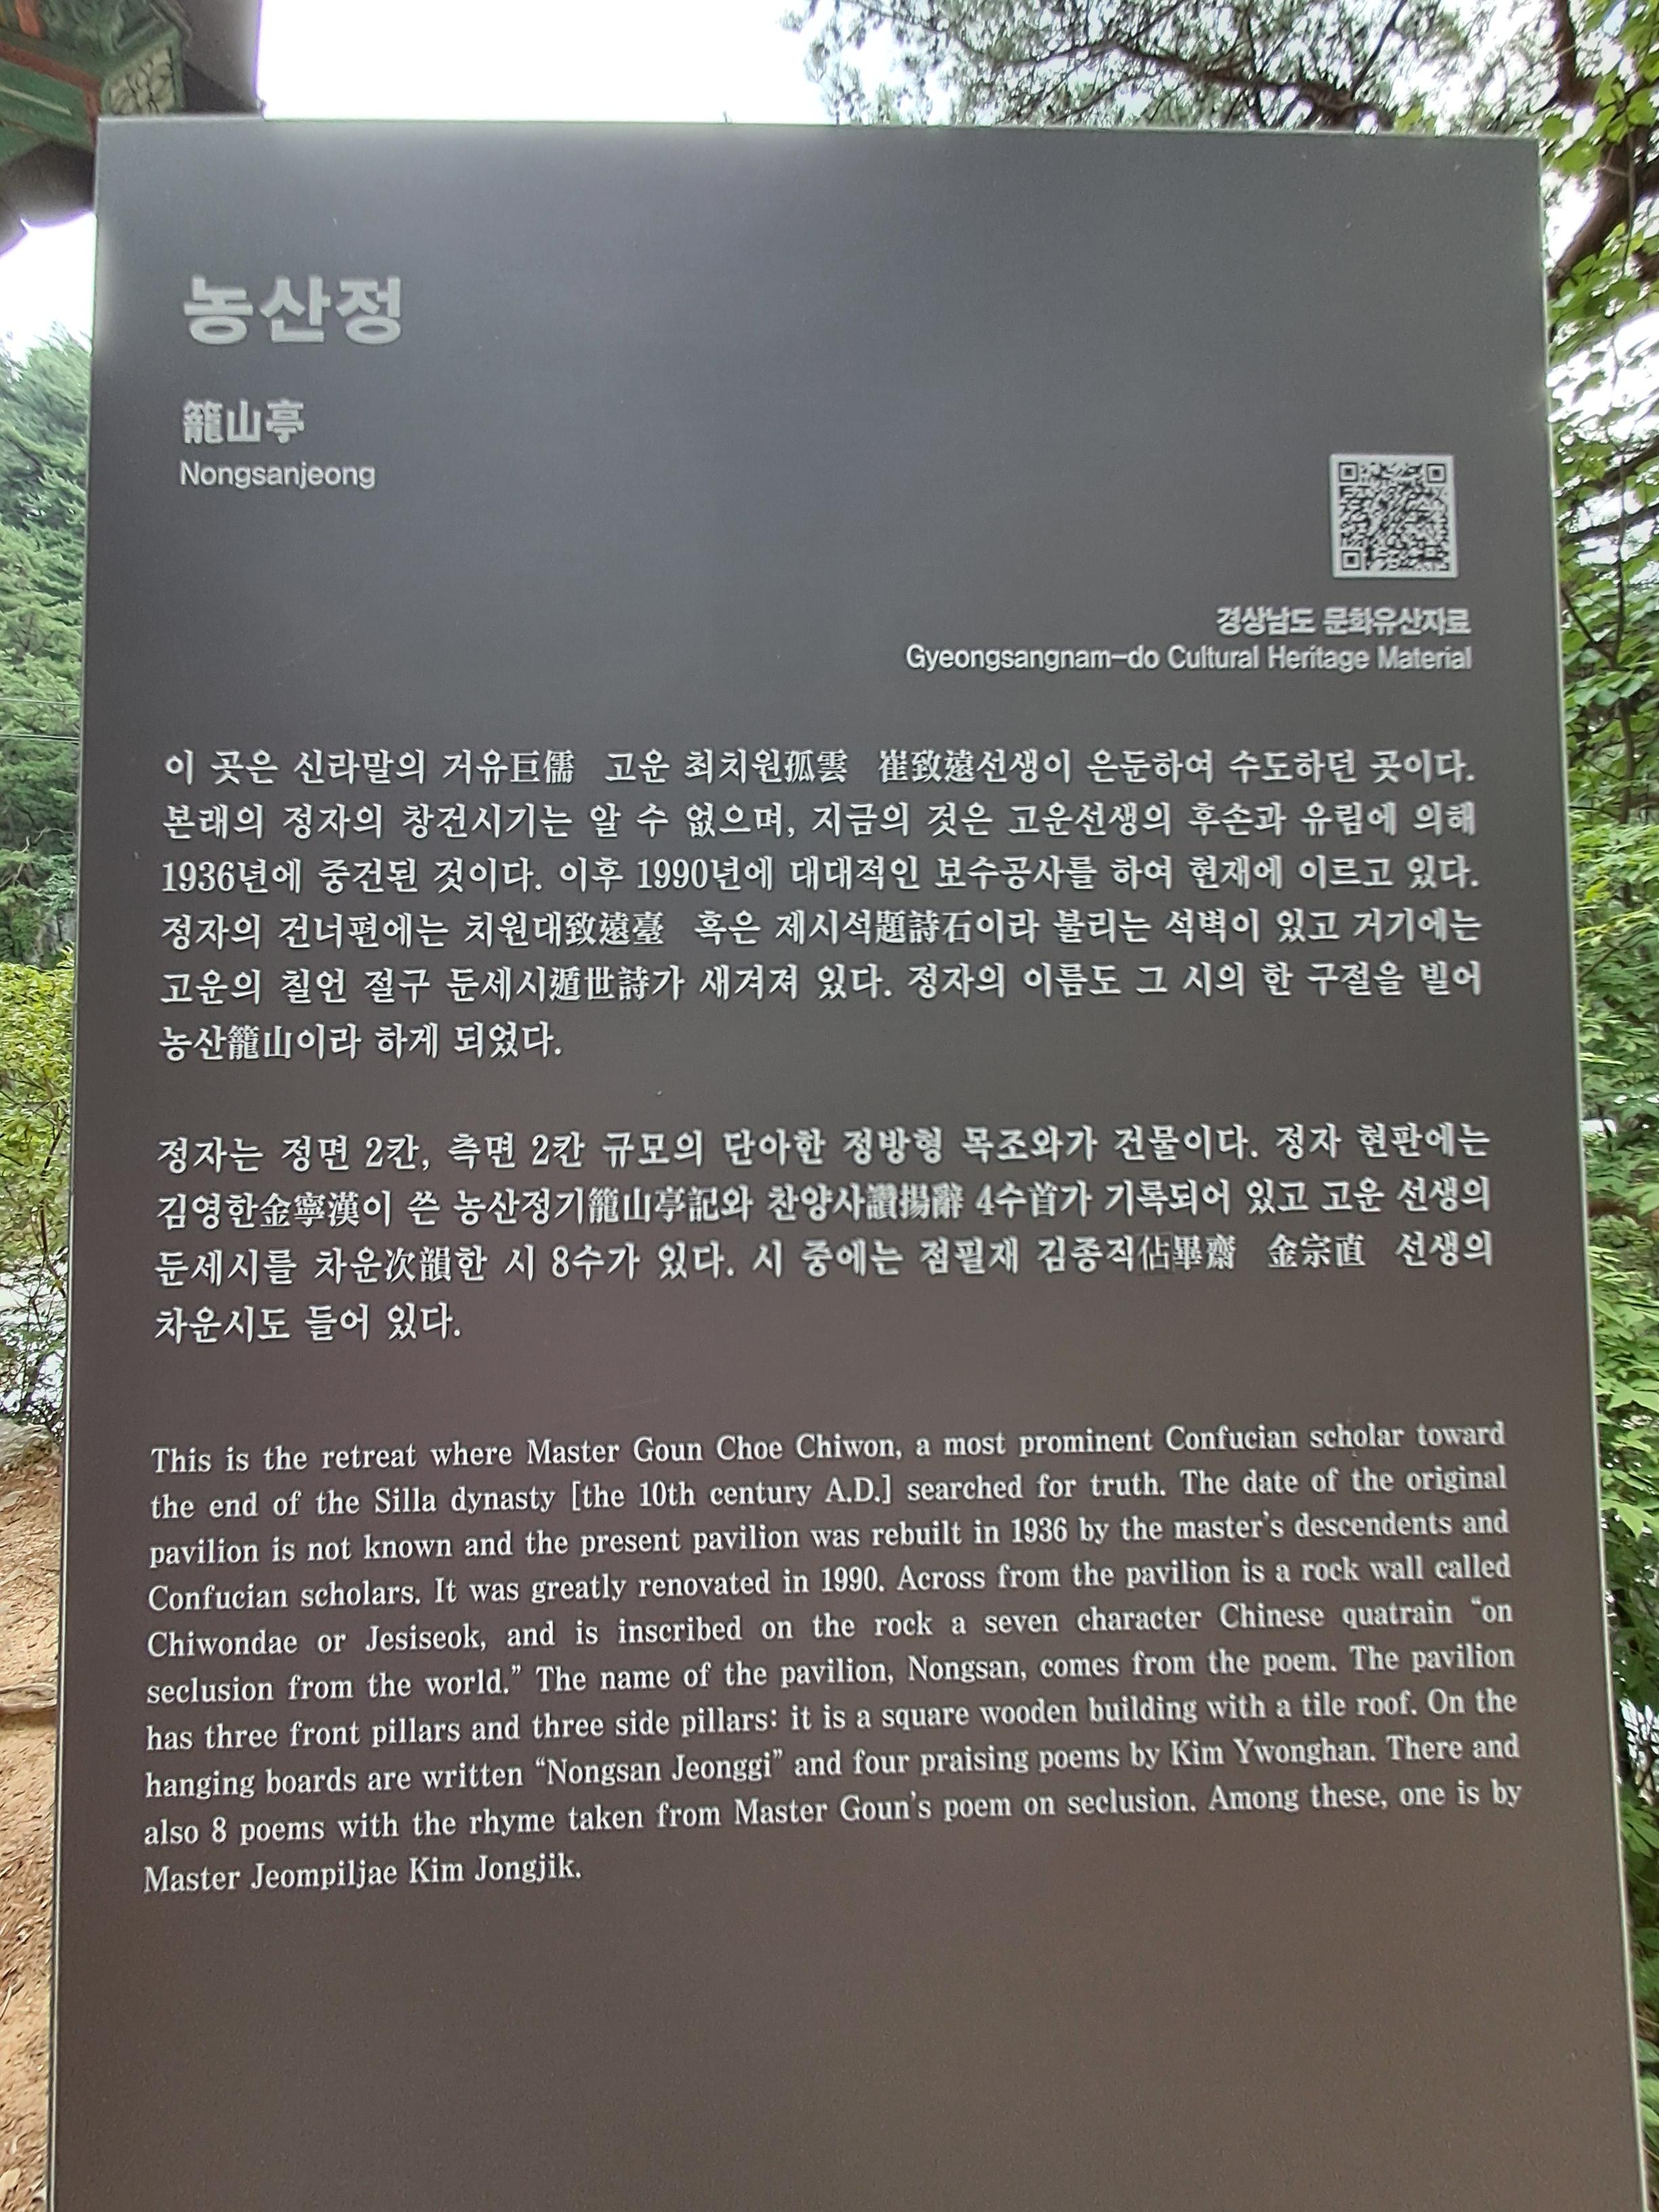 농산정
籠山亭
Nongsanjeong
경상남도 문화유산자료
Gyeongsangnam-do Cultural Heritage Material
이 곳은 신라말의 거유巨儒 고운 최치원孤雲 崔致遠선생이 은둔하여 수도하던 곳이다.
본래의 정자의 창건시기는 알 수 없으며, 지금의 것은 고운선생의 후손과 유림에 의해
1936년에 중건된 것이다. 이후 1990년에 대대적인 보수공사를 하여 현재에 이르고 있다.
정자의 건너편에는 치원대致遠臺 혹은 제시석題詩石이라 불리는 석벽이 있고 거기에는
고운의 칠언 절구 둔세시遁世詩가 새겨져 있다. 정자의 이름도 그 시의 한 구절을 빌어
농산籠山이라 하게 되었다.
정자는 정면 2칸, 측면 2칸 규모의 단아한 정방형 목조와가 건물이다. 정자 현판에는
김영한金寧漢이 쓴 농산정기籠山亭記와 찬양사讚揚辭 4수首가 기록되어 있고 고운 선생의
둔세시를 차운次韻한 시 8수가 있다. 시 중에는 점필재 김종직佔畢齋 金宗直 선생의
차운시도 들어 있다.
This is the retreat where Master Goun Choe Chiwon, a most prominent Confucian scholar toward
the end of the Silla dynasty [the 10th century A.D.] searched for truth. The date of the original
pavilion is not known and the present pavilion was rebuilt in 1936 by the master's descendents and
Confucian scholars. It was greatly renovated in 1990. Across from the pavilion is a rock wall called
Chiwondae or Jesiseok, and is inscribed on the rock a seven character Chinese quatrain “on
seclusion from the world.” The name of the pavilion, Nongsan, comes from the poem. The pavilion
has three front pillars and three side pillars: it is a square wooden building with a tile roof. On the
hanging boards are written “Nongsan Jeonggi” and four praising poems by Kim Ywonghan. There and
also 8 poems with the rhyme taken from Master Goun's poem on seclusion. Among these, one is by
Master Jeompiljae Kim Jongjik.